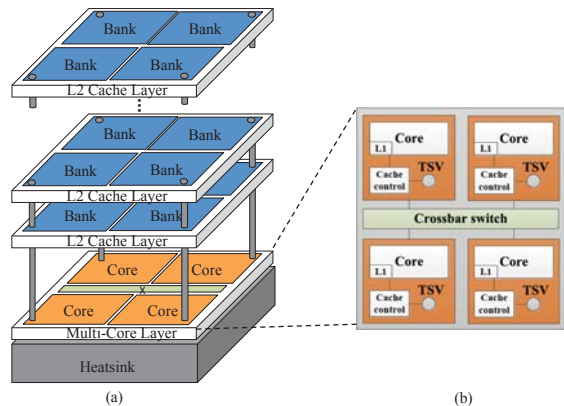 Bank
Bank
Bank
Bank
L2 Cache Layer
Bank
Bank
Bank
Bank
L2 Cache Layer
Bank
Bank
L2 Cache Layer
Core
Core
X
Core
Core
Multi-Core Layer
Heatsink
(a)
Core
L1
TSV
Cache
control
Core
L1
TSV
Cache
control
Crossbar switch
Core
L1
TSV
Cache
control
Core
L1
TSV
Cache
control
(b)